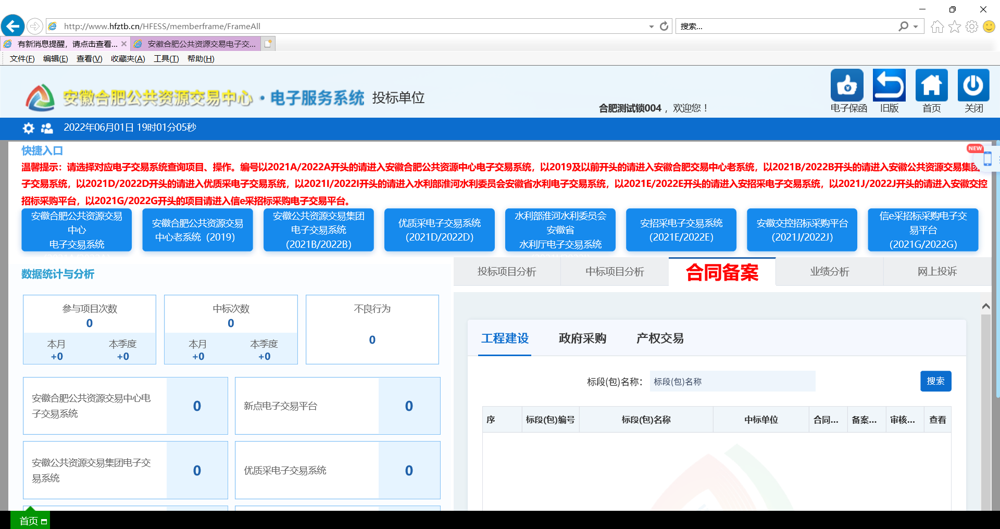 http://www.hfztb.cn/HFESS/memberframe/FrameAll
搜索...
有新消息提醒，请点击查看...
安徽合肥公共资源交易电子交...
文件(F) 编辑(E) 查看(V) 收藏夹(A) 工具(T) 帮助(H)
安徽合肥公共资源交易中心·电子服务系统 投标单位
合肥测试锁004 ，欢迎您！
电子保函 旧版 首页 关闭
2022年06月01日 19时01分05秒
快捷入口
NEW
温馨提示：请选择对应电子交易系统查询项目、操作。编号以2021A/2022A开头的请进入安徽合肥公共资源中心电子交易系统，以2019及以前开头的请进入安徽合肥交易中心老系统，以2021B/2022B开头的请进入安徽公共资源交易集团
子交易系统，以2021D/2022D开头的请进入优质采电子交易系统，以2021I/2022I开头的请进入水利部淮河水利委员会安徽省水利电子交易系统，以2021E/2022E开头的请进入安招采电子交易系统，以2021J/2022J开头的请进入安徽交控
招标采购平台，以2021G/2022G开头的项目请进入信e采招标采购电子交易平台。
安徽合肥公共资源交易
中心
电子交易系统
安徽合肥公共资源交易
中心老系统（2019）
安徽公共资源交易集团
电子交易系统
(2021B/2022B)
优质采电子交易系统
(2021D/2022D)
水利部淮河水利委员会
安徽省
水利厅电子交易系统
安招采电子交易系统
(2021E/2022E)
安徽交控招标采购平台
(2021J/2022J)
信e采招标采购电子交
易平台
(2021G/2022G)
数据统计与分析
投标项目分析 中标项目分析 合同备案 业绩分析 网上投诉
参与项目次数
0
本月 本季度
+0 +0
中标次数
0
本月 本季度
+0 +0
不良行为
0
安徽合肥公共资源交易中心电
子交易系统
0
新点电子交易平台
0
安徽公共资源交易集团电子交
易系统
0
优质采电子交易系统
0
工程建设 政府采购 产权交易
标段(包)名称： 标段(包)名称 搜索
序 标段(包)编号 标段(包)名称 中标单位 合同... 备案... 审核... 查看
首页